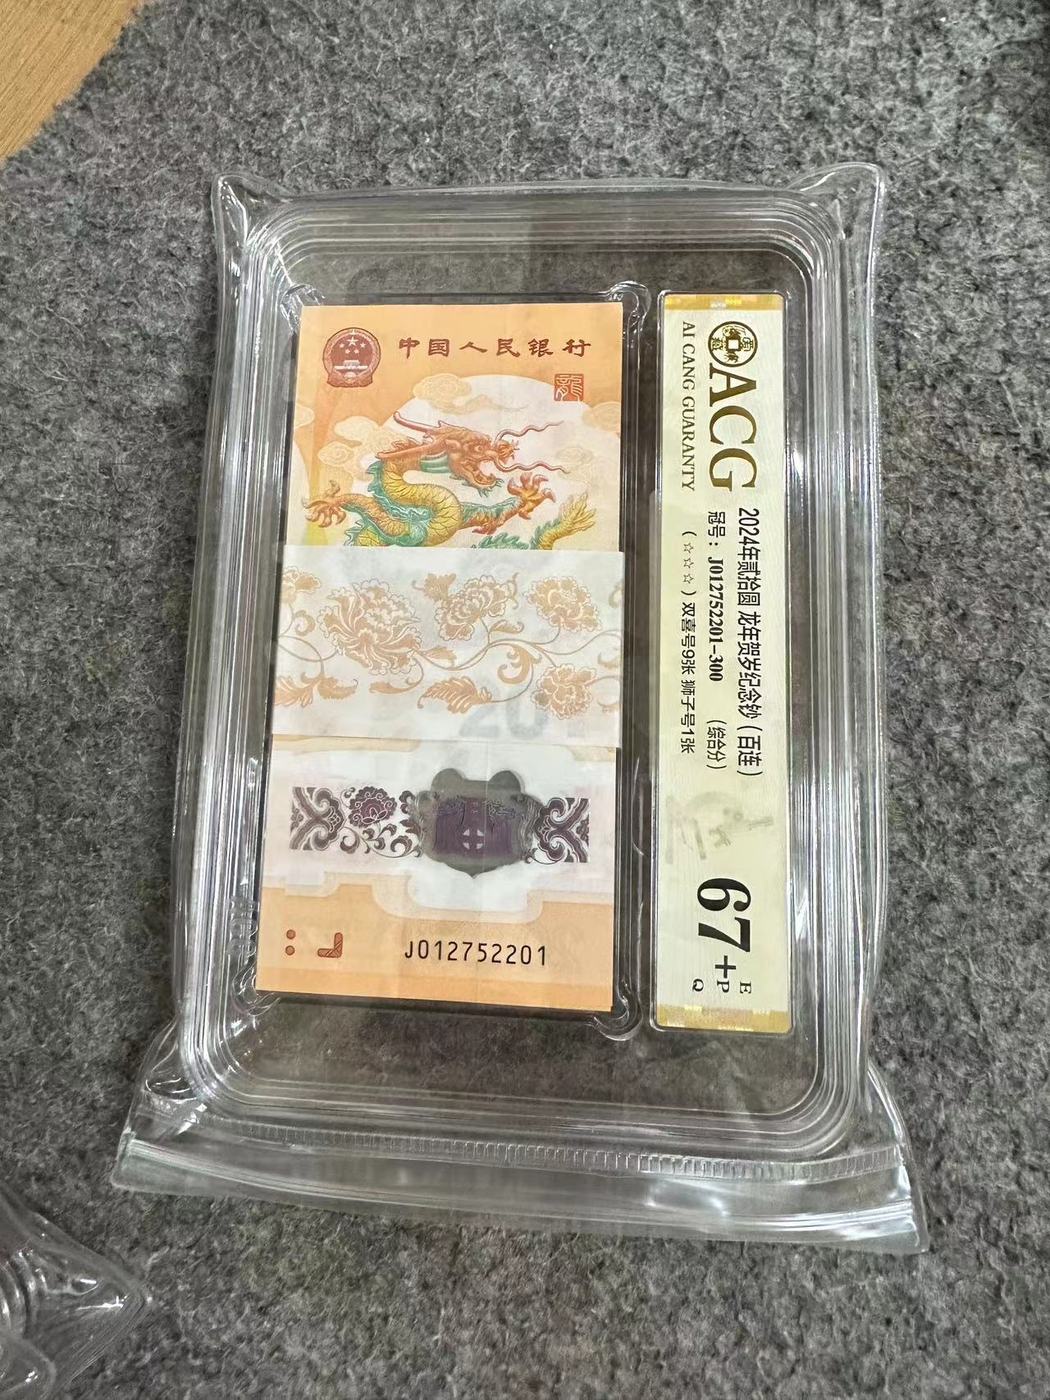 中国人民银行
龍
20
J012752201
ACG
AI CANG GUARANTY
2024年贰拾圆 龙年贺岁纪念钞（百连）
冠号：J012752201-300 （综合分）
（☆☆☆）双喜号9张 狮子号1张
67+
E
P
Q